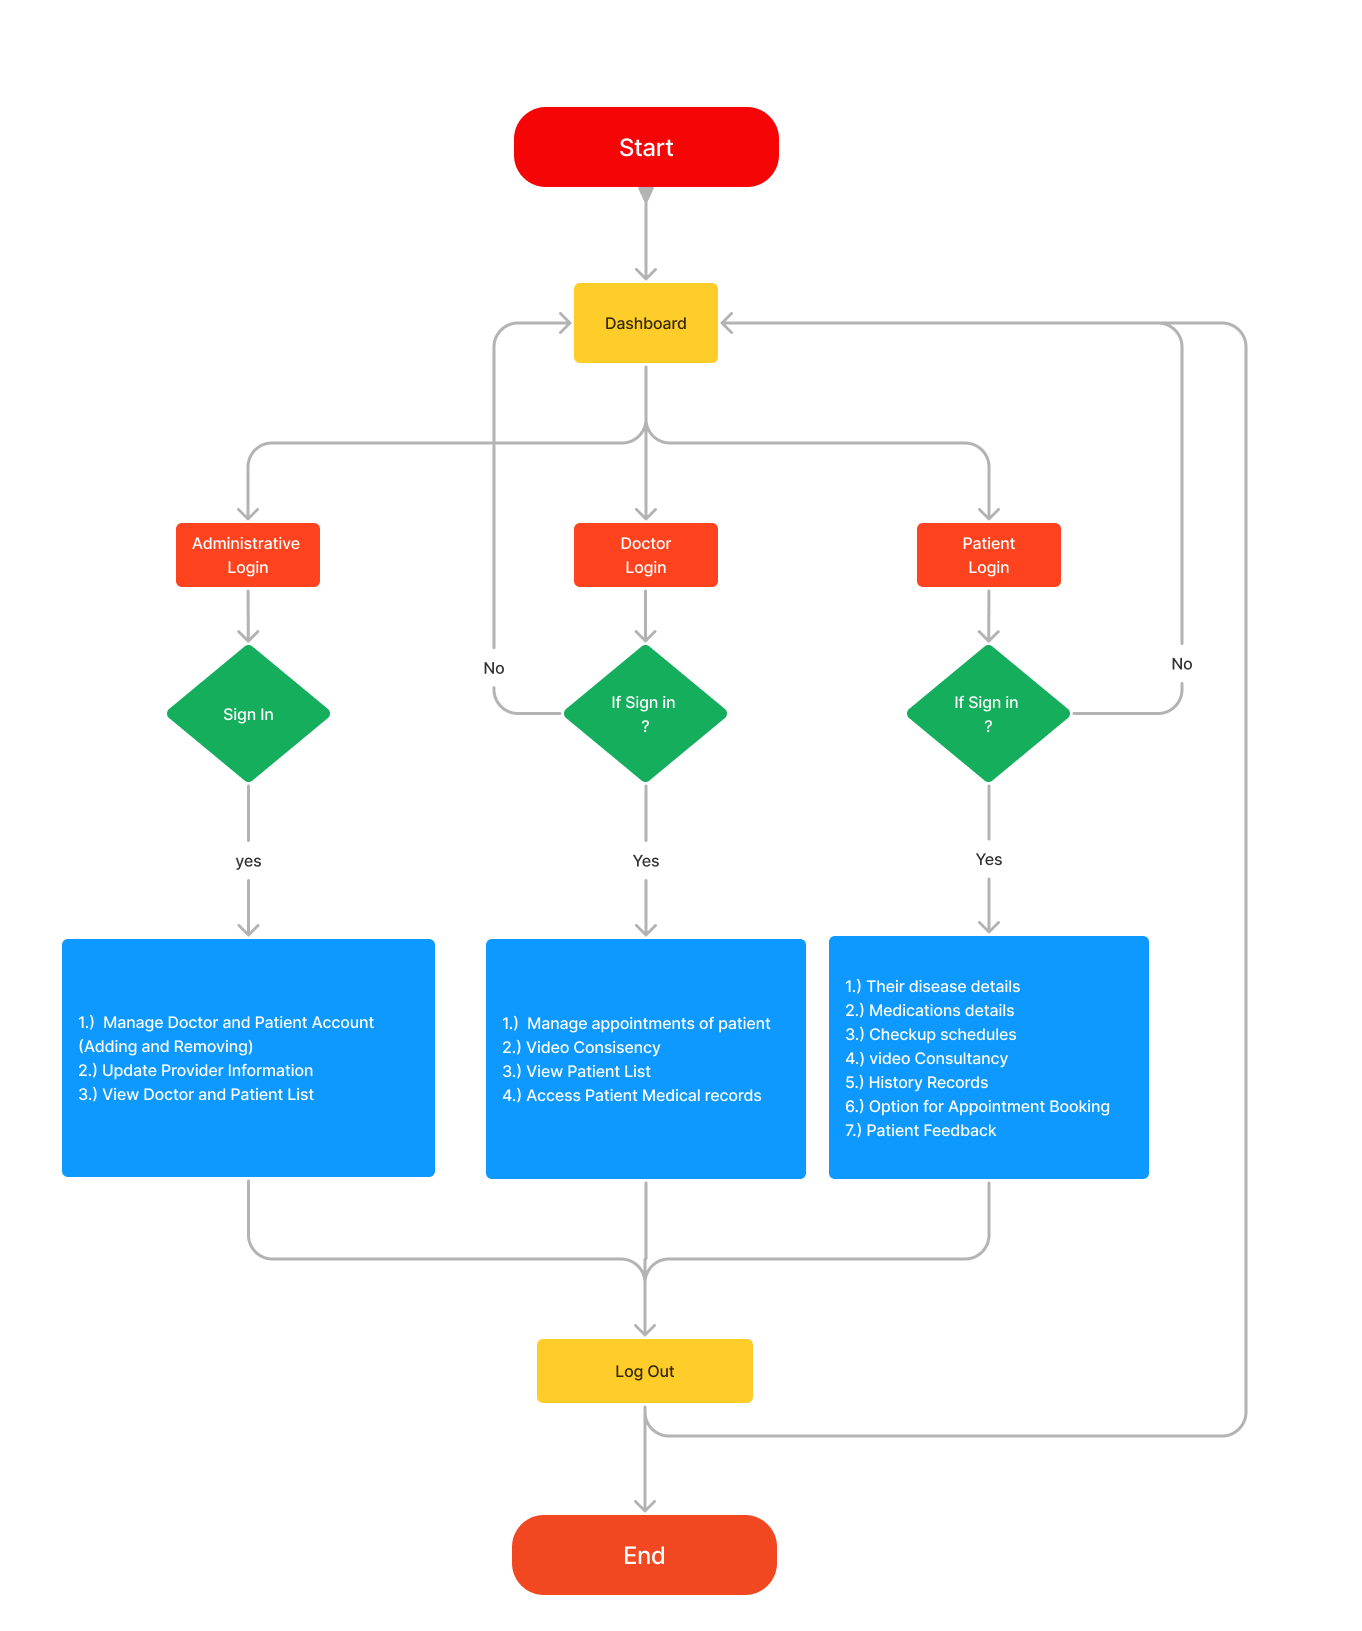 Start
Dashboard
Administrative
Login
Doctor
Login
Patient
Login
No
No
Sign In
If Sign in
?
If Sign in
?
yes
Yes
Yes
1.)  Manage Doctor and Patient Account
(Adding and Removing)
2.) Update Provider Information
3.) View Doctor and Patient List
1.)  Manage appointments of patient
2.) Video Consisency
3.) View Patient List
4.) Access Patient Medical records
1.) Their disease details
2.) Medications details
3.) Checkup schedules
4.) video Consultancy
5.) History Records
6.) Option for Appointment Booking
7.) Patient Feedback
Log Out
End